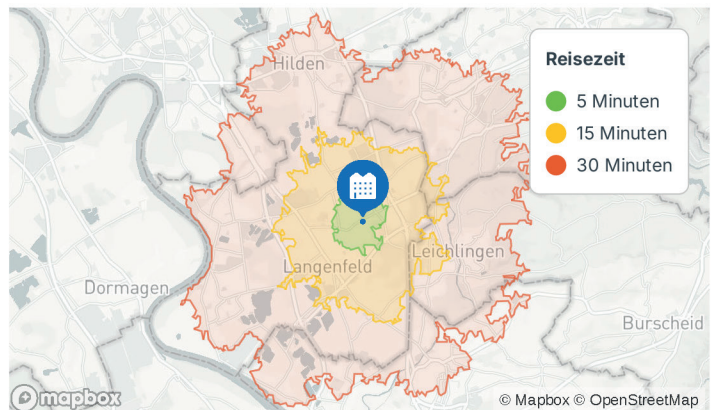 Hilden
Reisezeit
5 Minuten
15 Minuten
30 Minuten
Leichlingen
Langenfeld
Dormagen
Burscheid
mapbox
© Mapbox © OpenStreetMap